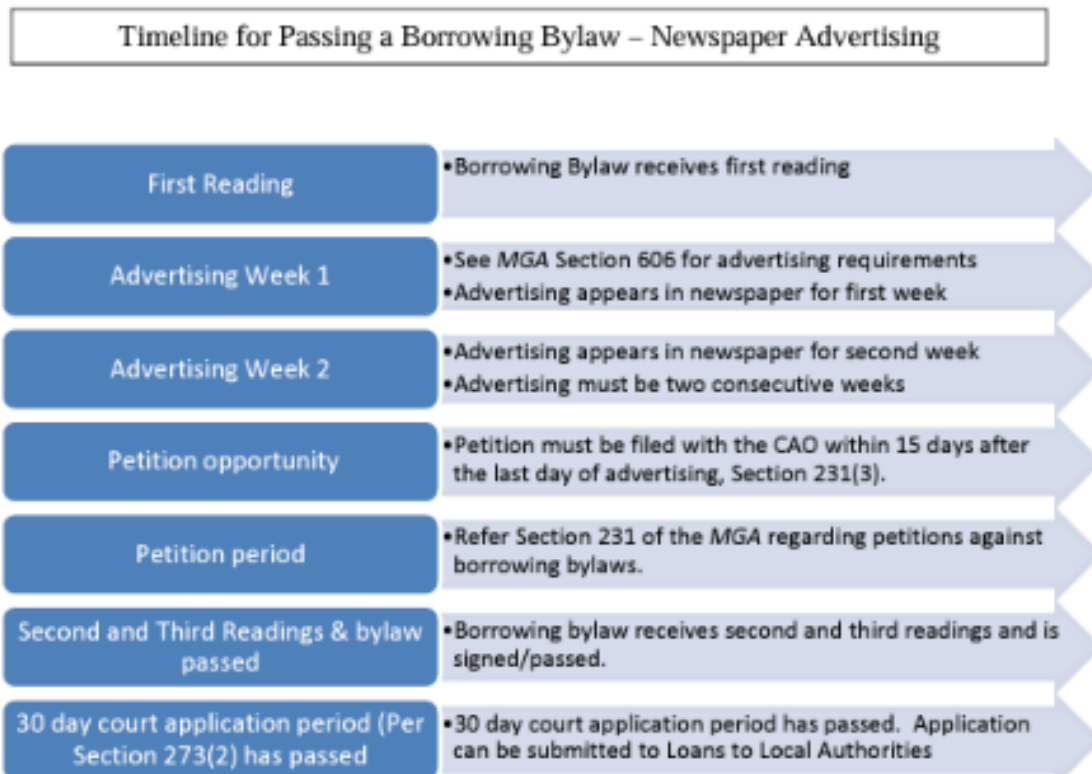 Timeline for Passing a Borrowing Bylaw – Newspaper Advertising
First Reading
•Borrowing Bylaw receives first reading
Advertising Week 1
•See MGA Section 606 for advertising requirements
•Advertising appears in newspaper for first week
Advertising Week 2
•Advertising appears in newspaper for second week
•Advertising must be two consecutive weeks
Petition opportunity
•Petition must be filed with the CAO within 15 days after
the last day of advertising, Section 231(3).
Petition period
•Refer Section 231 of the MGA regarding petitions against
borrowing bylaws.
Second and Third Readings & bylaw
passed
•Borrowing bylaw receives second and third readings and is
signed/passed.
30 day court application period (Per
Section 273(2) has passed
•30 day court application period has passed. Application
can be submitted to Loans to Local Authorities